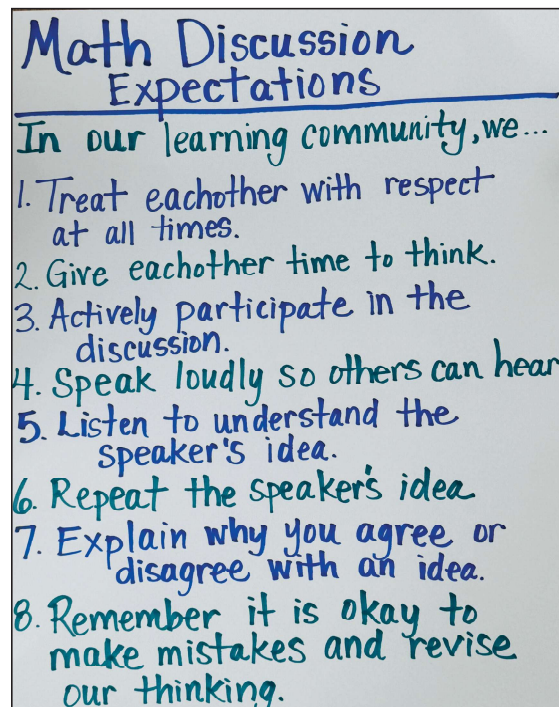 Math Discussion
Expectations
In our learning community, we...
1. Treat eachother with respect
at all times.
2. Give eachother time to think.
3. Actively participate in the
discussion.
4. Speak loudly so others can hear
5. Listen to understand the
speaker's idea.
6. Repeat the speaker's idea
7. Explain why you agree or
disagree with an idea.
8. Remember it is okay to
make mistakes and revise
our thinking.